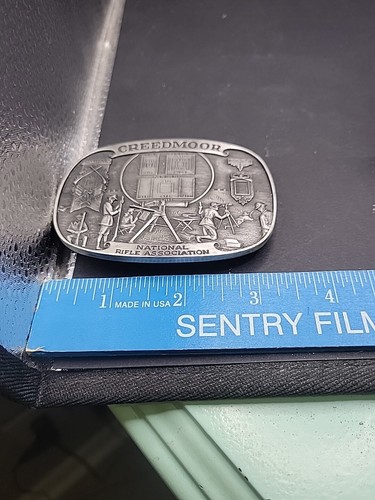 CREEDMOOR
NATIONAL
RIFLE ASSOCIATION
1 MADE IN USA 2 3 4
SENTRY FILM